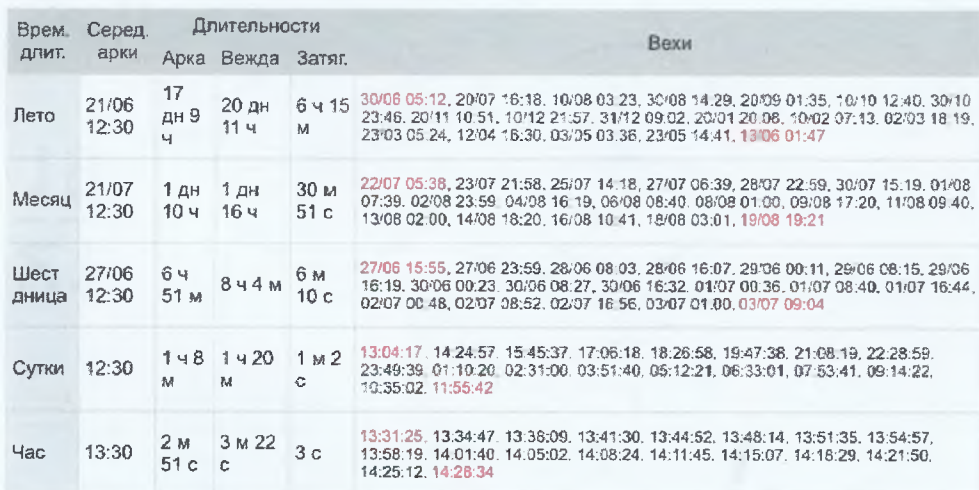 Врем. длит. Серед. арки Длительности Вехи
Арка Вежда Затяг.
Лето 21/06 12:30 17 дн 9 ч 20 дн 11 ч 6 ч 15 м
30/06 05:12, 20/07 16:18, 10/08 03:23, 30/08 14:29, 20/09 01:35, 10/10 12:40, 30/10
23:46, 20/11 10:51, 10/12 21:57, 31/12 09:02, 20/01 20:08, 10/02 07:13, 02/03 18:19,
23/03 05:24, 12/04 16:30, 03/05 03:36, 23/05 14:41, 13/06 01:47
Месяц 21/07 12:30 1 дн 10 ч 1 дн 16 ч 30 м 51 с
22/07 05:38, 23/07 21:58, 25/07 14:18, 27/07 06:39, 28/07 22:59, 30/07 15:19, 01/08
07:39, 02/08 23:59, 04/08 16:19, 06/08 08:40, 08/08 01:00, 09/08 17:20, 11/08 09:40,
13/08 02:00, 14/08 18:20, 16/08 10:41, 18/08 03:01, 19/08 19:21
Шест дница 27/06 12:30 6 ч 51 м 8 ч 4 м 6 м 10 с
27/06 15:55, 27/06 23:59, 28/06 08:03, 28/06 16:07, 29/06 00:11, 29/06 08:15, 29/06
16:19, 30/06 00:23, 30/06 08:27, 30/06 16:32, 01/07 00:36, 01/07 08:40, 01/07 16:44,
02/07 00:48, 02/07 08:52, 02/07 16:56, 03/07 01:00, 03/07 09:04
Сутки 12:30 1 ч 8 м 1 ч 20 м 1 м 2 с
13:04:17, 14:24:57, 15:45:37, 17:06:18, 18:26:58, 19:47:38, 21:08:19, 22:28:59,
23:49:39, 01:10:20, 02:31:00, 03:51:40, 05:12:21, 06:33:01, 07:53:41, 09:14:22,
10:35:02, 11:55:42
Час 13:30 2 м 51 с 3 м 22 с 3 с
13:31:25, 13:34:47, 13:38:09, 13:41:30, 13:44:52, 13:48:14, 13:51:35, 13:54:57,
13:58:19, 14:01:40, 14:05:02, 14:08:24, 14:11:45, 14:15:07, 14:18:29, 14:21:50,
14:25:12, 14:28:34